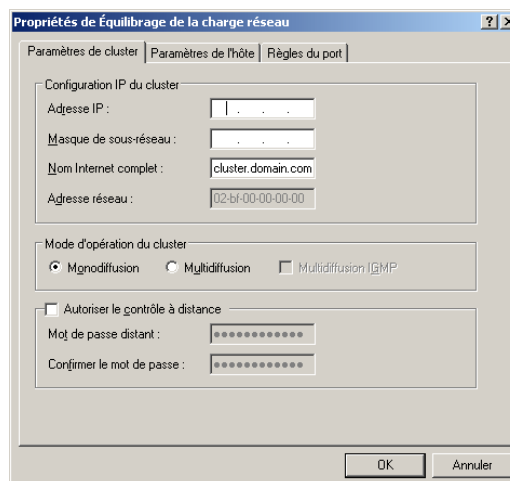 Propriétés de Équilibrage de la charge réseau
Paramètres de cluster Paramètres de l'hôte Règles du port
Configuration IP du cluster
Adresse IP :
Masque de sous-réseau :
Nom Internet complet : cluster.domain.com
Adresse réseau : 02-bf-00-00-00-00
Mode d'opération du cluster
Monodiffusion Multidiffusion Multidiffusion IGMP
Autoriser le contrôle à distance
Mot de passe distant :
Confirmer le mot de passe :
OK Annuler